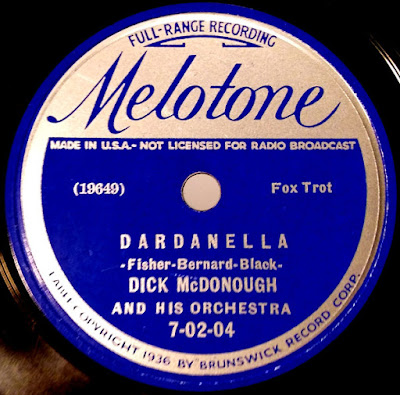 FULL-RANGE RECORDING
Melotone
MADE IN U.S.A.- NOT LICENSED FOR RADIO BROADCAST
(19649) Fox Trot
DARDANELLA
-Fisher-Bernard-Black-
DICK McDONOUGH
AND HIS ORCHESTRA
7-02-04
LABEL COPYRIGHT 1936 BY BRUNSWICK RECORD CORP.